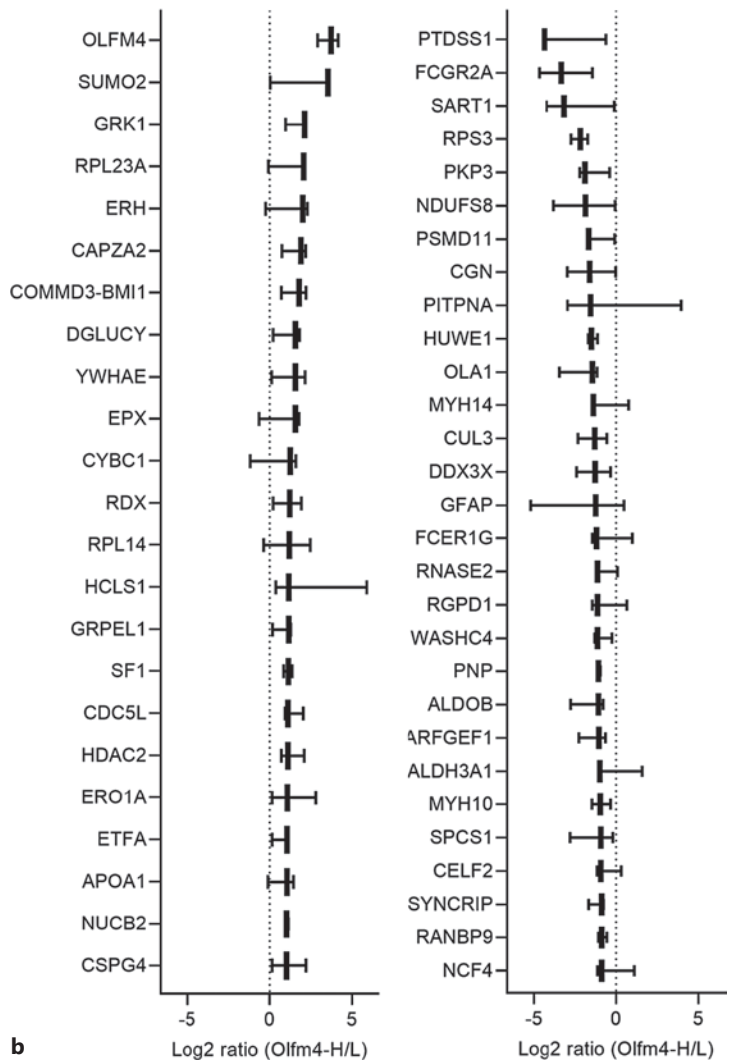 OLFM4
SUMO2
GRK1
RPL23A
ERH
CAPZA2
COMMD3-BMI1
DGLUCY
YWHAE
EPX
CYBC1
RDX
RPL14
HCLS1
GRPEL1
SF1
CDC5L
HDAC2
ERO1A
ETFA
APOA1
NUCB2
CSPG4
-5 0 5
Log2 ratio (Olfm4-H/L)
PTDSS1
FCGR2A
SART1
RPS3
PKP3
NDUFS8
PSMD11
CGN
PITPNA
HUWE1
OLA1
MYH14
CUL3
DDX3X
GFAP
FCER1G
RNASE2
RGPD1
WASHC4
PNP
ALDOB
ARFGEF1
ALDH3A1
MYH10
SPCS1
CELF2
SYNCRIP
RANBP9
NCF4
-5 0 5
Log2 ratio (Olfm4-H/L)
b